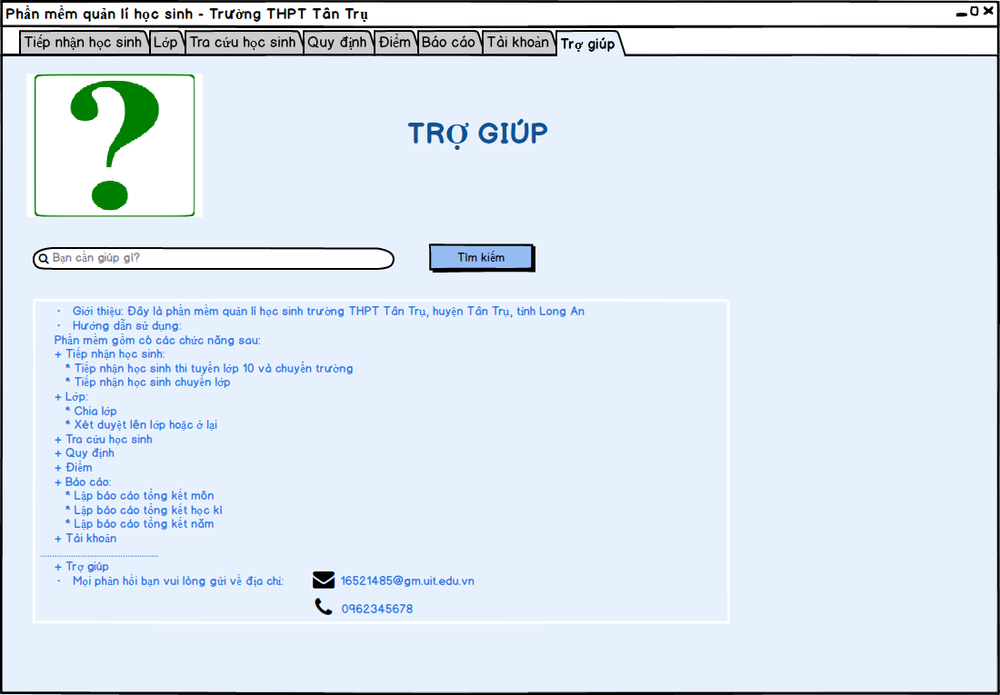 Phần mềm quản lí học sinh - Trường THPT Tân Trụ
Tiếp nhận học sinh Lớp Tra cứu học sinh Quy định Điểm Báo cáo Tài khoản Trợ giúp
?
TRỢ GIÚP
Bạn cần giúp gì? Tìm kiếm
· Giới thiệu: Đây là phần mềm quản lí học sinh trường THPT Tân Trụ, huyện Tân Trụ, tỉnh Long An
· Hướng dẫn sử dụng:
Phần mềm gồm có các chức năng sau:
+ Tiếp nhận học sinh:
* Tiếp nhận học sinh thi tuyển lớp 10 và chuyển trường
* Tiếp nhận học sinh chuyển lớp
+ Lớp:
* Chia lớp
* Xét duyệt lên lớp hoặc ở lại
+ Tra cứu học sinh
+ Quy định
+ Điểm
+ Báo cáo:
* Lập báo cáo tổng kết môn
* Lập báo cáo tổng kết học kì
* Lập báo cáo tổng kết năm
+ Tài khoản
....................................................
+ Trợ giúp
· Mọi phản hồi bạn vui lòng gửi về địa chỉ: 16521485@gm.uit.edu.vn
0962345678